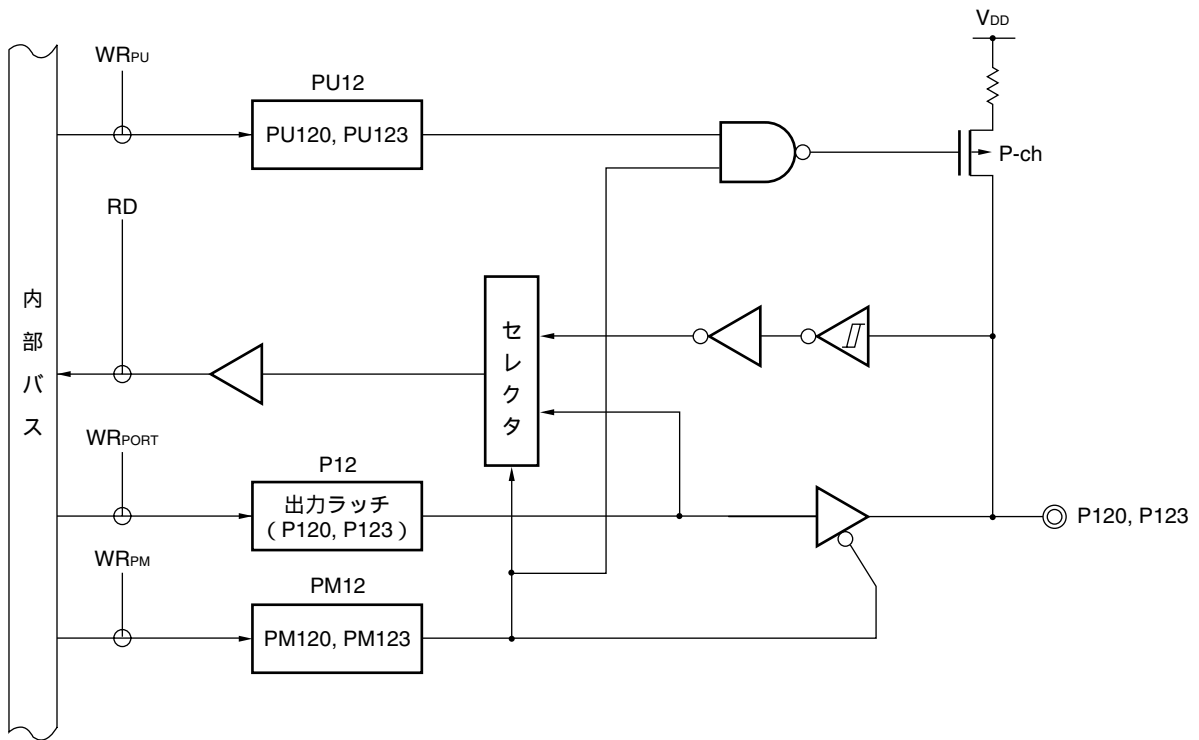 VDD
WRPU
PU12
PU120, PU123
P-ch
RD
内部バス
セレクタ
WRPORT
P12
出力ラッチ
( P120, P123 )
P120, P123
WRPM
PM12
PM120, PM123